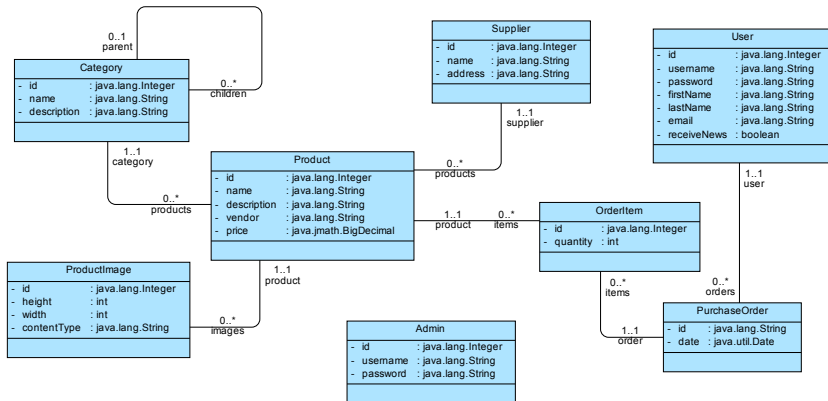 0..1
parent
Category
- id : java.lang.Integer
- name : java.lang.String
- description : java.lang.String
0..*
children
1..1
category
0..*
products
Supplier
- id : java.lang.Integer
- name : java.lang.String
- address : java.lang.String
1..1
supplier
0..*
products
User
- id : java.lang.Integer
- username : java.lang.String
- password : java.lang.String
- firstName : java.lang.String
- lastName : java.lang.String
- email : java.lang.String
- receiveNews : boolean
1..1
user
0..*
orders
Product
- id : java.lang.Integer
- name : java.lang.String
- description : java.lang.String
- vendor : java.lang.String
- price : java.jmath.BigDecimal
1..1
product
0..*
items
OrderItem
- id : java.lang.Integer
- quantity : int
0..*
items
1..1
order
ProductImage
- id : java.lang.Integer
- height : int
- width : int
- contentType : java.lang.String
1..1
product
0..*
images
Admin
- id : java.lang.Integer
- username : java.lang.String
- password : java.lang.String
PurchaseOrder
- id : java.lang.String
- date : java.util.Date